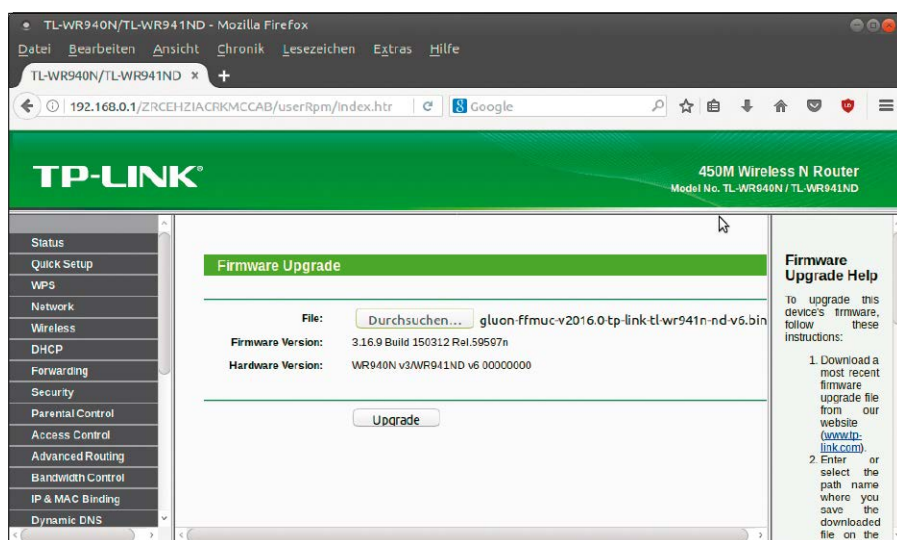 TL-WR940N/TL-WR941ND - Mozilla Firefox
Datei Bearbeiten Ansicht Chronik Lesezeichen Extras Hilfe
TL-WR940N/TL-WR941ND × +
192.168.0.1/ZRCEHZIACRKMCCAB/userRpm/Index.htr
Google
TP-LINK®
450M Wireless N Router
Model No. TL-WR940N / TL-WR941ND
Status
Quick Setup
WPS
Network
Wireless
DHCP
Forwarding
Security
Parental Control
Access Control
Advanced Routing
Bandwidth Control
IP & MAC Binding
Dynamic DNS
Firmware Upgrade
File: Durchsuchen... gluon-ffmuc-v2016.0-tp-link-tl-wr941n-nd-v6.bin
Firmware Version: 3.16.9 Build 150312 Rel.59597n
Hardware Version: WR940N v3/WR941ND v6 00000000
Upgrade
Firmware
Upgrade Help
To upgrade this
device's firmware,
follow these
instructions:
1. Download a
most recent
firmware
upgrade file
from our
website
(www.tp-
link.com).
2. Enter or
select the
path name
where you
save the
downloaded
file on the